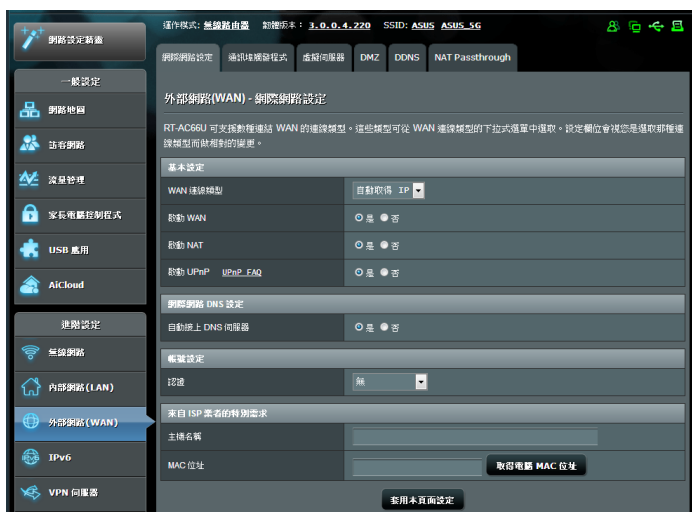 網路設定精靈
運作模式: 無線路由器 韌體版本: 3.0.0.4.220 SSID: ASUS ASUS_5G
網際網路設定 通訊埠觸發程式 虛擬伺服器 DMZ DDNS NAT Passthrough
一般設定
網路地圖
訪客網路
流量管理
家長電腦控制程式
USB 應用
AiCloud
進階設定
無線網路
內部網路(LAN)
外部網路(WAN)
IPv6
VPN 伺服器
外部網路(WAN) - 網際網路設定
RT-AC66U 可支援數種連結 WAN 的連線類型。這些類型可從 WAN 連線類型的下拉式選單中選取。設定欄位會視您是選取那種連
線類型而做相對的變更。
基本設定
WAN 連線類型 自動取得 IP
啟動 WAN 是 否
啟動 NAT 是 否
啟動 UPnP UPnP FAQ 是 否
網際網路 DNS 設定
自動接上 DNS 伺服器 是 否
帳號設定
認證 無
來自 ISP 業者的特別需求
主機名稱
MAC 位址 取得電腦 MAC 位址
套用本頁面設定